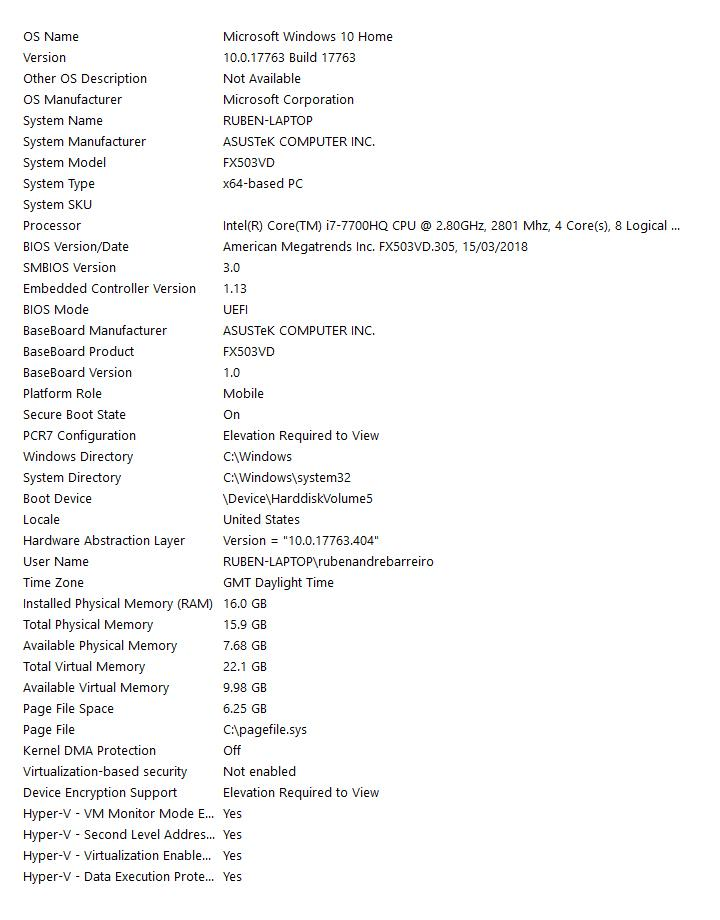 OS Name Microsoft Windows 10 Home
Version 10.0.17763 Build 17763
Other OS Description Not Available
OS Manufacturer Microsoft Corporation
System Name RUBEN-LAPTOP
System Manufacturer ASUSTeK COMPUTER INC.
System Model FX503VD
System Type x64-based PC
System SKU
Processor Intel(R) Core(TM) i7-7700HQ CPU @ 2.80GHz, 2801 Mhz, 4 Core(s), 8 Logical ...
BIOS Version/Date American Megatrends Inc. FX503VD.305, 15/03/2018
SMBIOS Version 3.0
Embedded Controller Version 1.13
BIOS Mode UEFI
BaseBoard Manufacturer ASUSTeK COMPUTER INC.
BaseBoard Product FX503VD
BaseBoard Version 1.0
Platform Role Mobile
Secure Boot State On
PCR7 Configuration Elevation Required to View
Windows Directory C:\Windows
System Directory C:\Windows\system32
Boot Device \Device\HarddiskVolume5
Locale United States
Hardware Abstraction Layer Version = "10.0.17763.404"
User Name RUBEN-LAPTOP\rubenandrebarreiro
Time Zone GMT Daylight Time
Installed Physical Memory (RAM) 16.0 GB
Total Physical Memory 15.9 GB
Available Physical Memory 7.68 GB
Total Virtual Memory 22.1 GB
Available Virtual Memory 9.98 GB
Page File Space 6.25 GB
Page File C:\pagefile.sys
Kernel DMA Protection Off
Virtualization-based security Not enabled
Device Encryption Support Elevation Required to View
Hyper-V - VM Monitor Mode E... Yes
Hyper-V - Second Level Addres... Yes
Hyper-V - Virtualization Enable... Yes
Hyper-V - Data Execution Prote... Yes